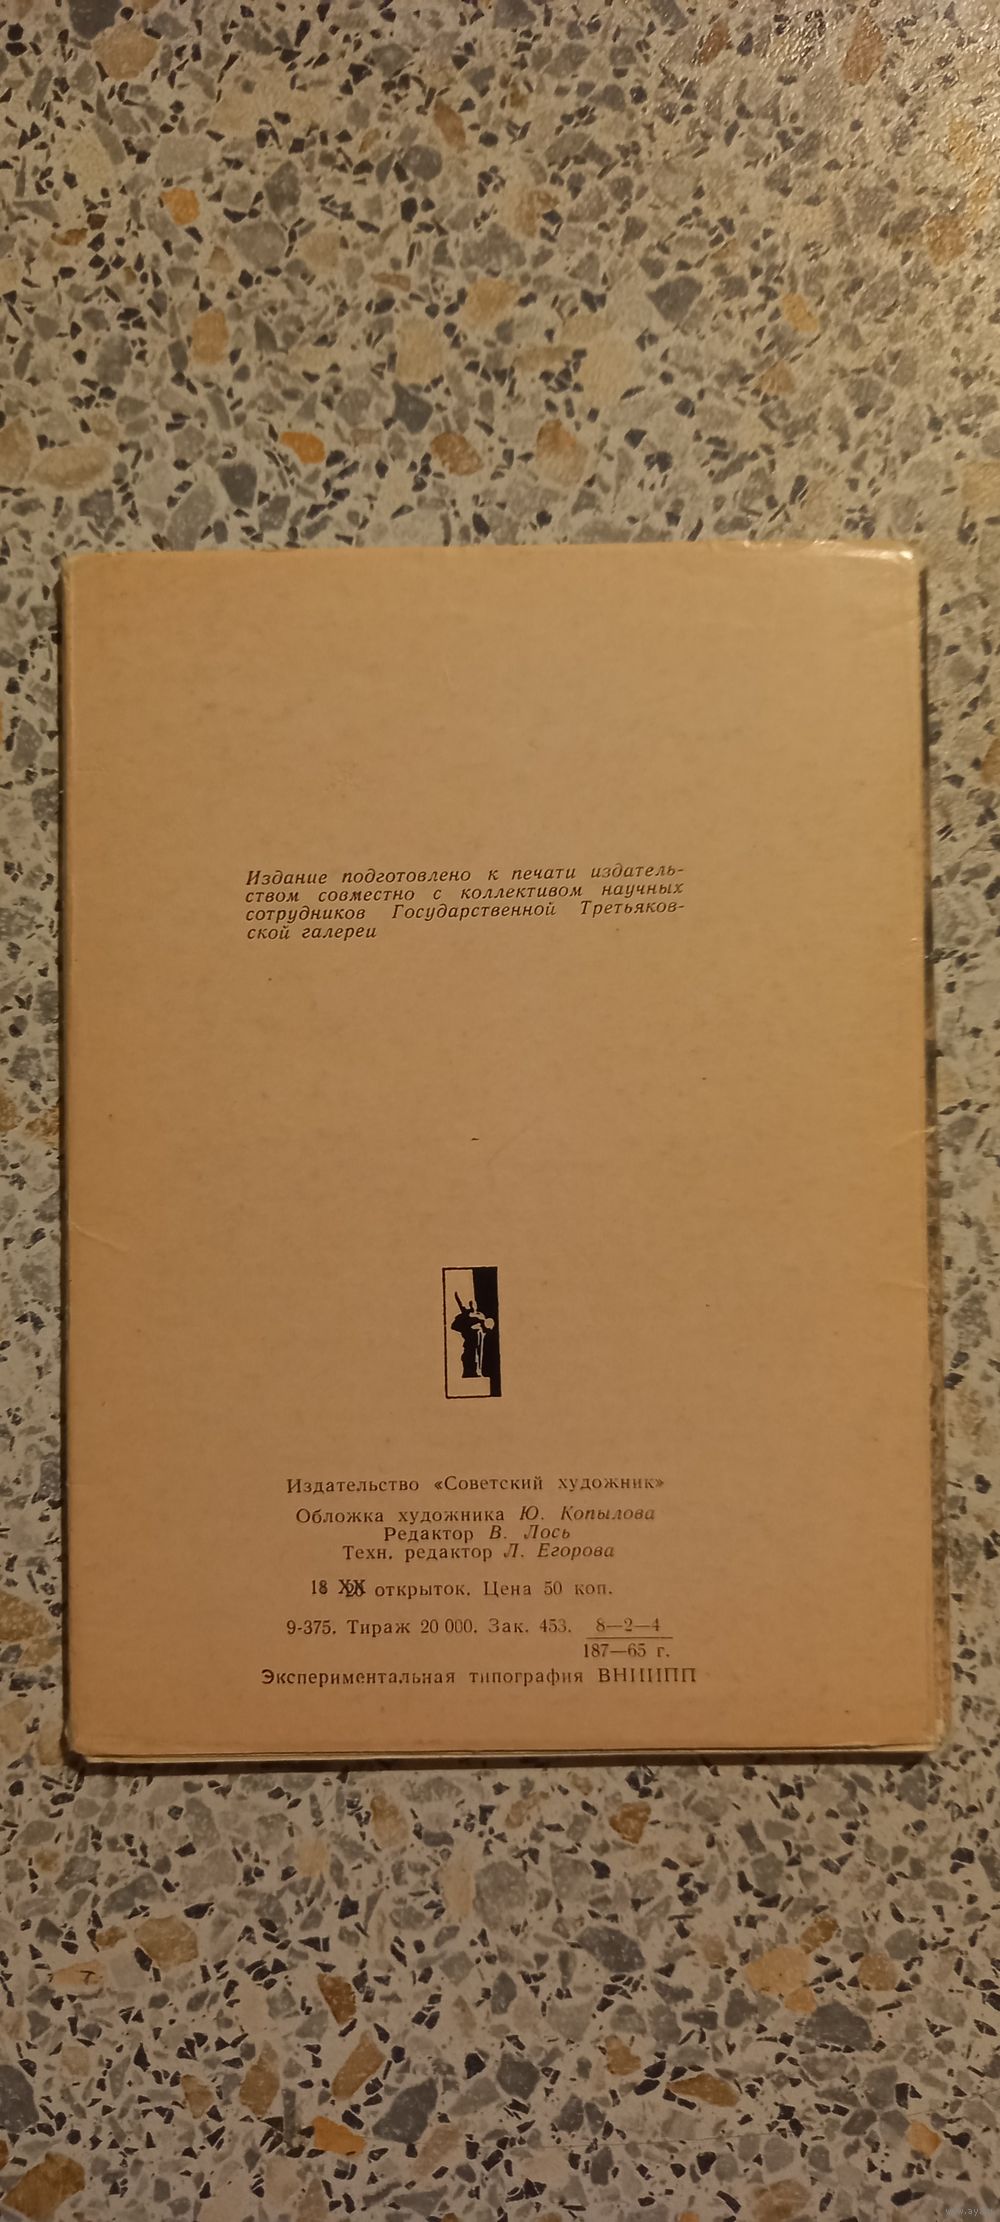 Издание подготовлено к печати издатель-
ством совместно с коллективом научных
сотрудников Государственной Третьяков-
ской галереи
Издательство «Советский художник»
Обложка художника Ю. Копылова
Редактор В. Лось
Техн. редактор Л. Егорова
18 открыток. Цена 50 коп.
9-375. Тираж 20 000. Зак. 453. 8—2—4
187—65 г.
Экспериментальная типография ВНИИПП